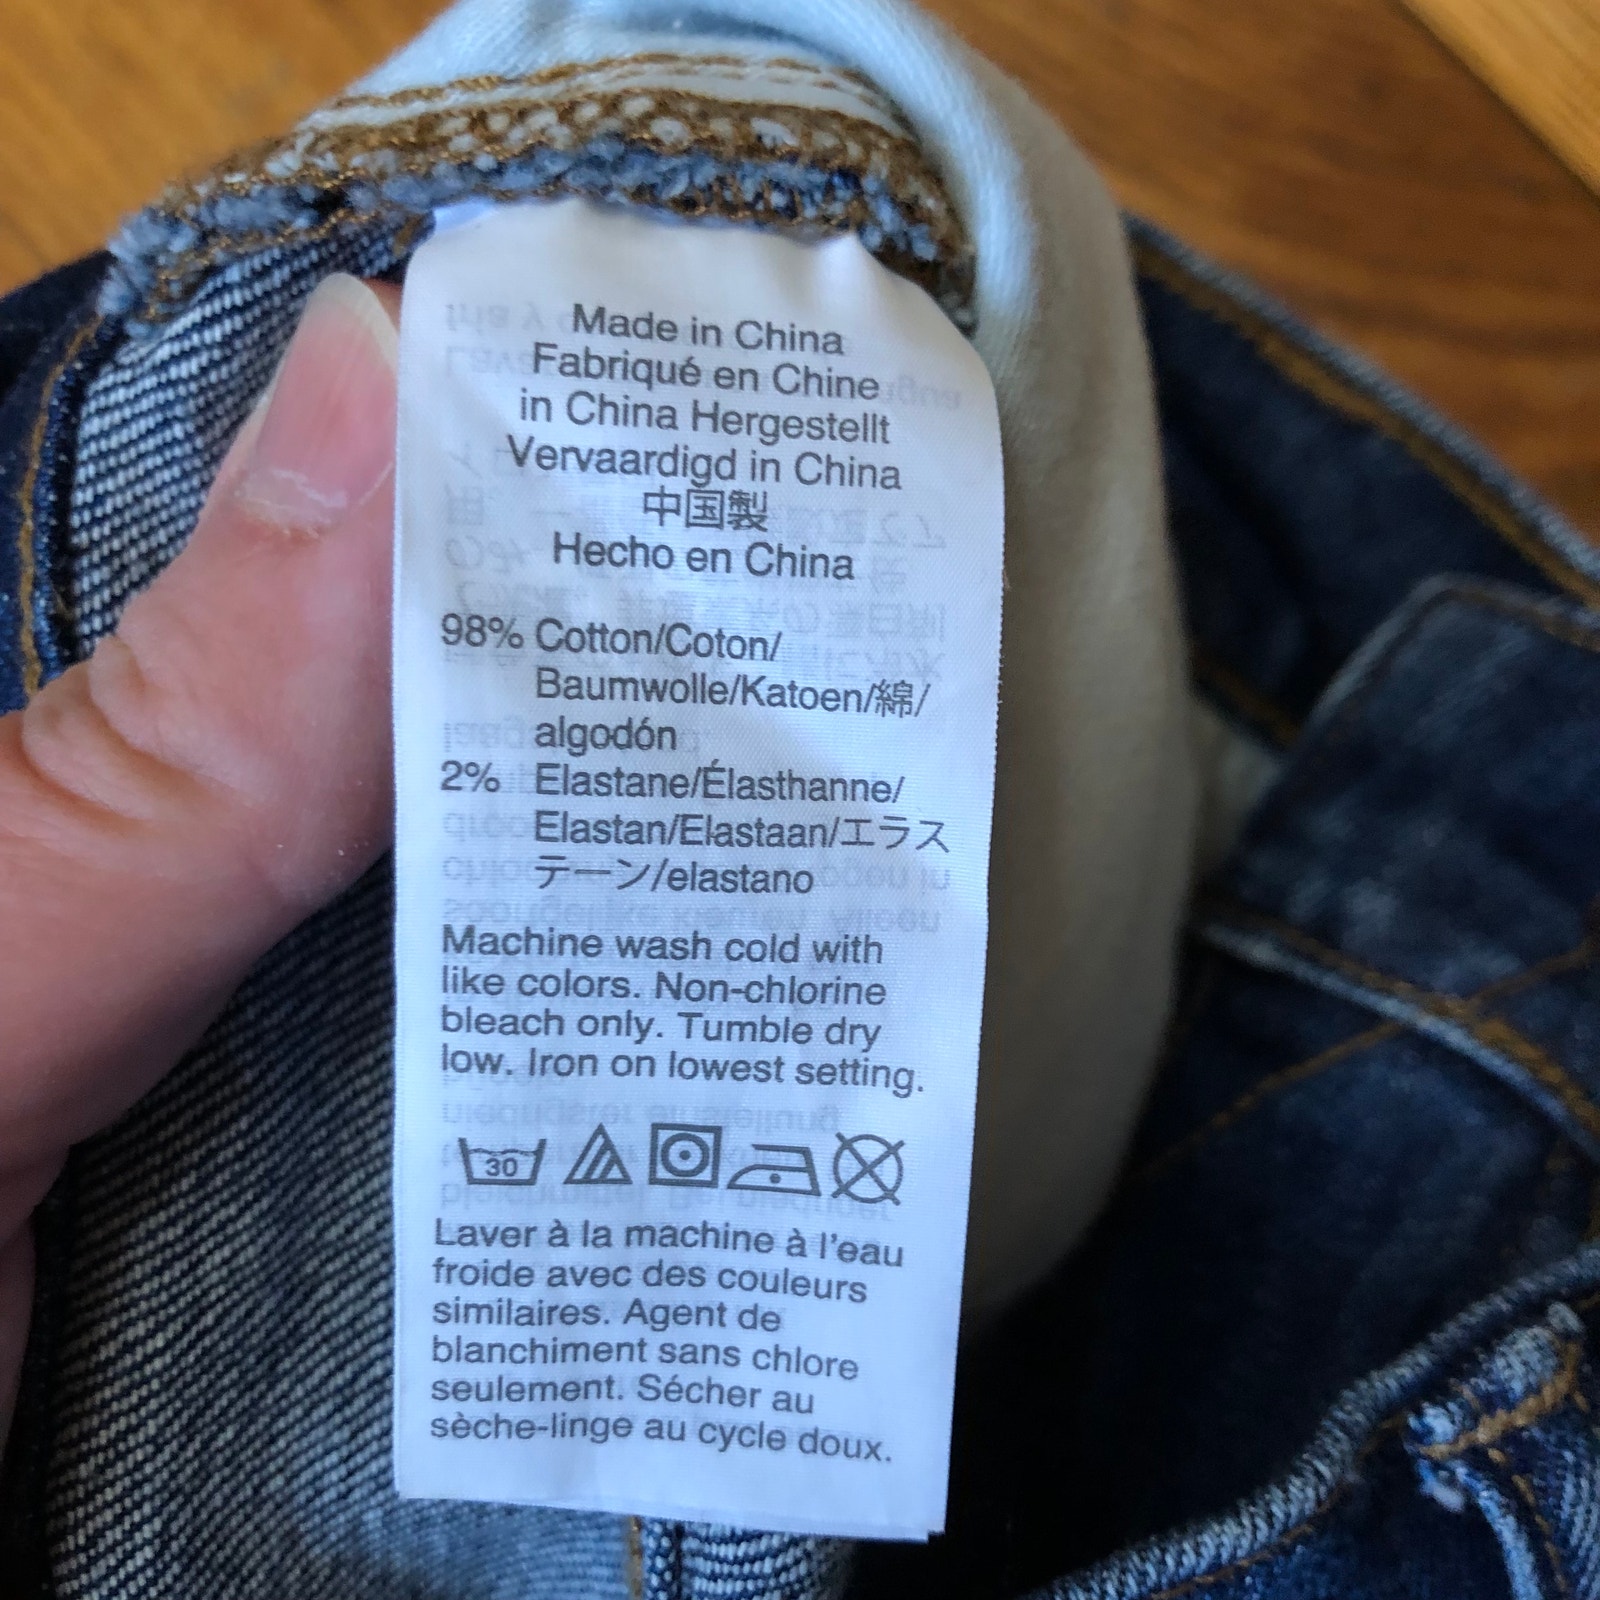 Made in China
Fabriqué en Chine
in China Hergestellt
Vervaardigd in China
中国製
Hecho en China
98% Cotton/Coton/
Baumwolle/Katoen/綿/
algodón
2% Elastane/Élasthanne/
Elastan/Elastaan/エラス
テーン/elastano
Machine wash cold with
like colors. Non-chlorine
bleach only. Tumble dry
low. Iron on lowest setting.
30
Laver à la machine à l'eau
froide avec des couleurs
similaires. Agent de
blanchiment sans chlore
seulement. Sécher au
sèche-linge au cycle doux.